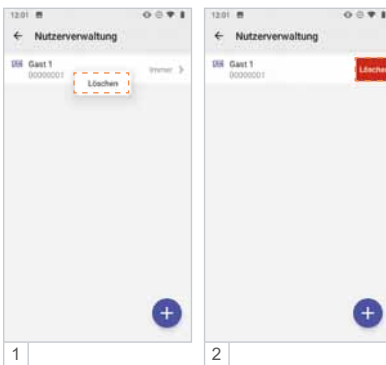 12:01
Nutzerverwaltung
Gast 1
00000001
Immer
Löschen
1
12:01
Nutzerverwaltung
Gast 1
00000001
Löschen
2